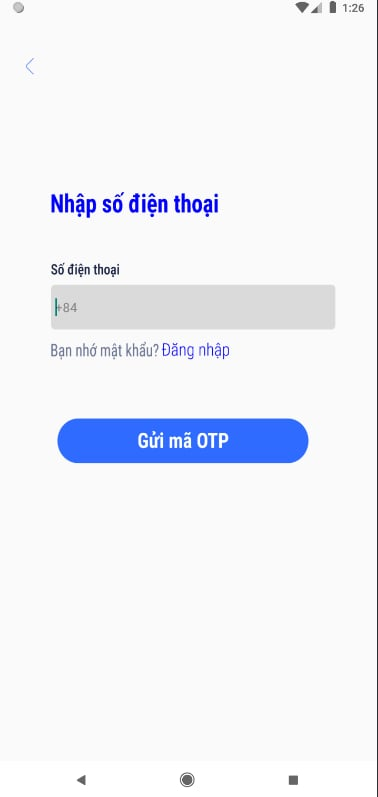 1:26
Nhập số điện thoại
Số điện thoại
+84
Bạn nhớ mật khẩu? Đăng nhập
Gửi mã OTP